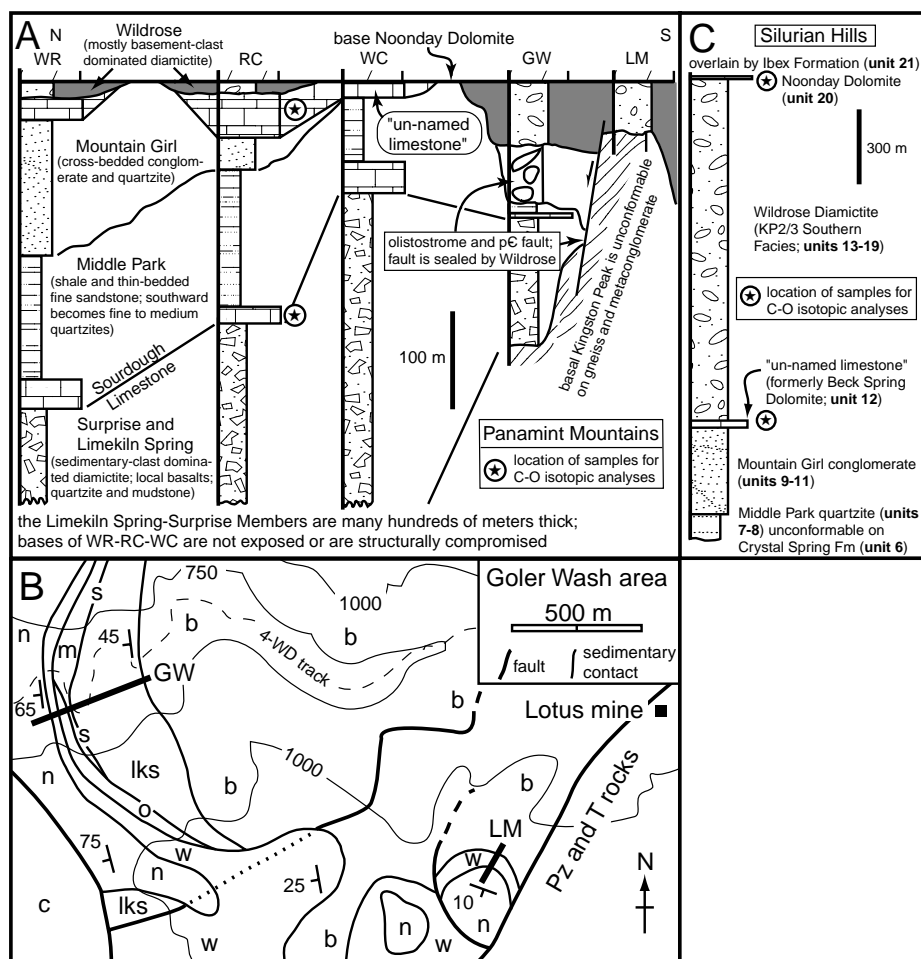 A
N
S
Wildrose
(mostly basement-clast
dominated diamictite)
base Noonday Dolomite
WR
RC
WC
GW
LM
"un-named
limestone"
Mountain Girl
(cross-bedded conglom-
erate and quartzite)
olistostrome and p€ fault;
fault is sealed by Wildrose
basal Kingston Peak is unconformable
on gneiss and metaconglomerate
Middle Park
(shale and thin-bedded
fine sandstone; southward
becomes fine to medium
quartzites)
Sourdough
Limestone
100 m
Surprise and
Limekiln Spring
(sedimentary-clast domina-
ted diamictite; local basalts;
quartzite and mudstone)
Panamint Mountains
location of samples for
C-O isotopic analyses
the Limekiln Spring-Surprise Members are many hundreds of meters thick;
bases of WR-RC-WC are not exposed or are structurally compromised
C
Silurian Hills
overlain by Ibex Formation (unit 21)
Noonday Dolomite
(unit 20)
300 m
Wildrose Diamictite
(KP2/3 Southern
Facies; units 13-19)
location of samples for
C-O isotopic analyses
"un-named limestone"
(formerly Beck Spring
Dolomite; unit 12)
Mountain Girl conglomerate
(units 9-11)
Middle Park quartzite (units
7-8) unconformable on
Crystal Spring Fm (unit 6)
B
750
1000
Goler Wash area
500 m
fault
sedimentary
contact
s
n
m
45
b
b
4-WD track
GW
65
b
Lotus mine
s
n
lks
b
1000
b
o
LM
Pz and T rocks
75
w
w
N
n
25
10
c
lks
w
b
n
w
n